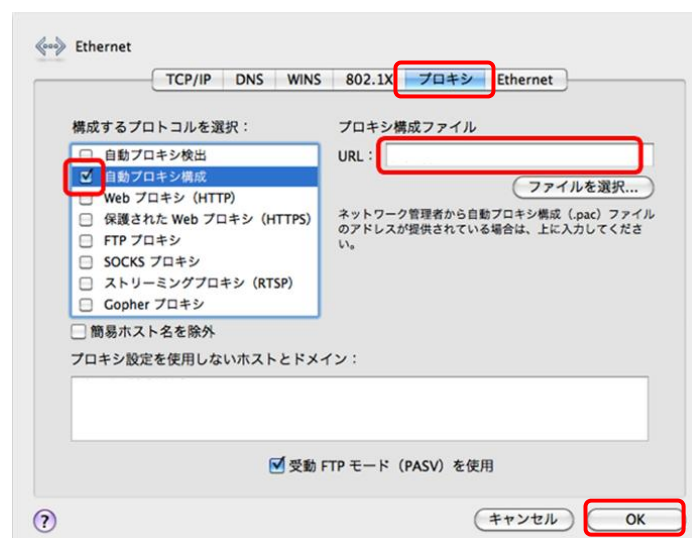 Ethernet
TCP/IP DNS WINS 802.1X プロキシ Ethernet
構成するプロトコルを選択：
自動プロキシ検出
自動プロキシ構成
Web プロキシ（HTTP）
保護された Web プロキシ（HTTPS）
FTP プロキシ
SOCKS プロキシ
ストリーミングプロキシ（RTSP）
Gopher プロキシ
プロキシ構成ファイル
URL：
ファイルを選択...
ネットワーク管理者から自動プロキシ構成（.pac）ファイル
のアドレスが提供されている場合は、上に入力してくださ
い。
簡易ホスト名を除外
プロキシ設定を使用しないホストとドメイン：
受動 FTP モード（PASV）を使用
?
キャンセル OK